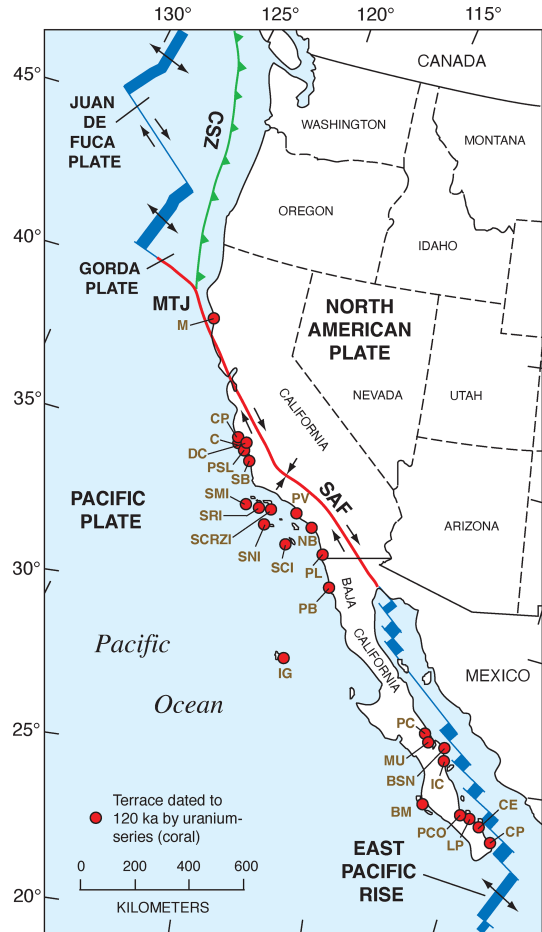 130°
125°
120°
115°
45°
40°
35°
30°
25°
20°
CANADA
JUAN
DE
FUCA
PLATE
CSZ
WASHINGTON
MONTANA
OREGON
IDAHO
GORDA
PLATE
MTJ
M
NORTH
AMERICAN
PLATE
NEVADA
UTAH
CALIFORNIA
CP
C
DC
PSL
SB
SMI
SRI
SCRZI
SNI
SCI
PV
NB
PL
PB
SAF
ARIZONA
PACIFIC
PLATE
BAJA
CALIFORNIA
Pacific
Ocean
IG
MEXICO
PC
MU
BSN
IC
BM
PCO
LP
CE
CP
Terrace dated to
120 ka by uranium-
series (coral)
0 200 400 600
KILOMETERS
EAST
PACIFIC
RISE